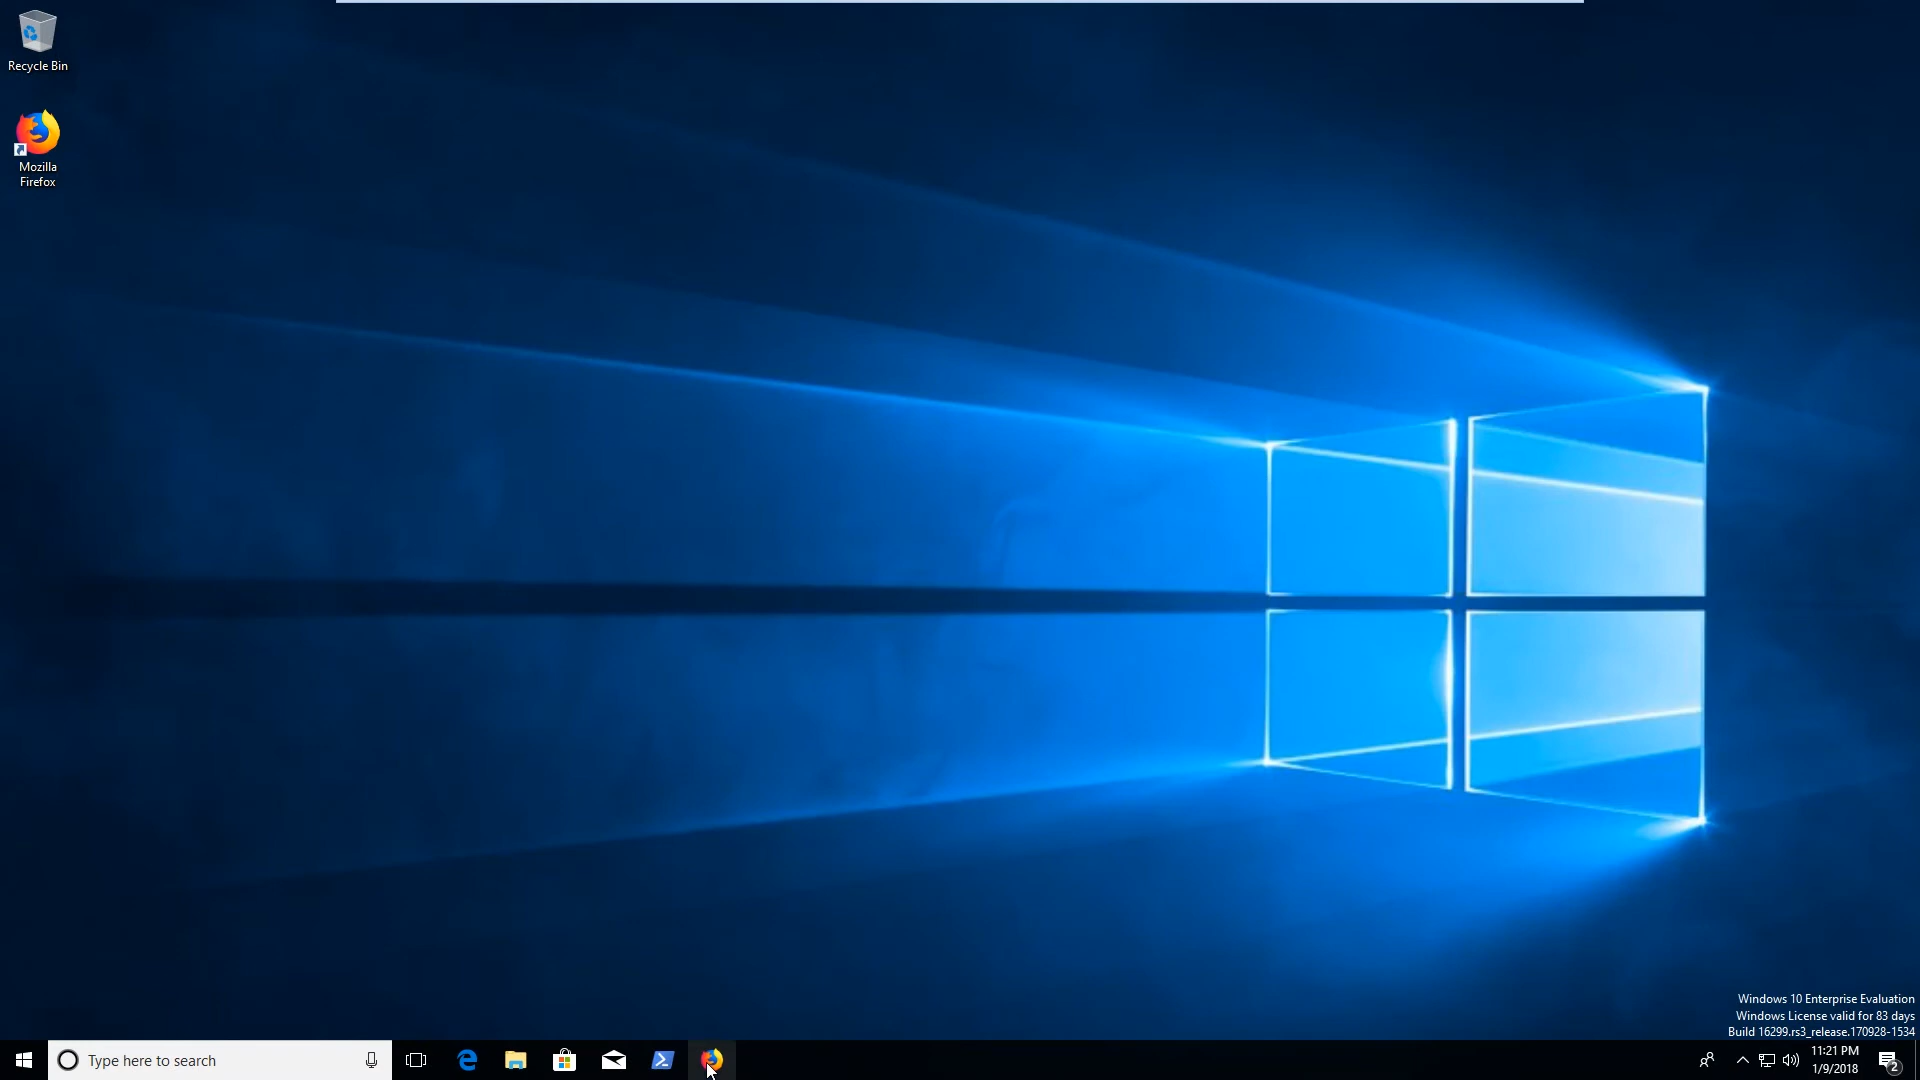 Recycle Bin
Mozilla
Firefox
Windows 10 Enterprise Evaluation
Windows License valid for 83 days
Build 16299.rs3_release.170928-1534
Type here to search
11:21 PM
1/9/2018
2